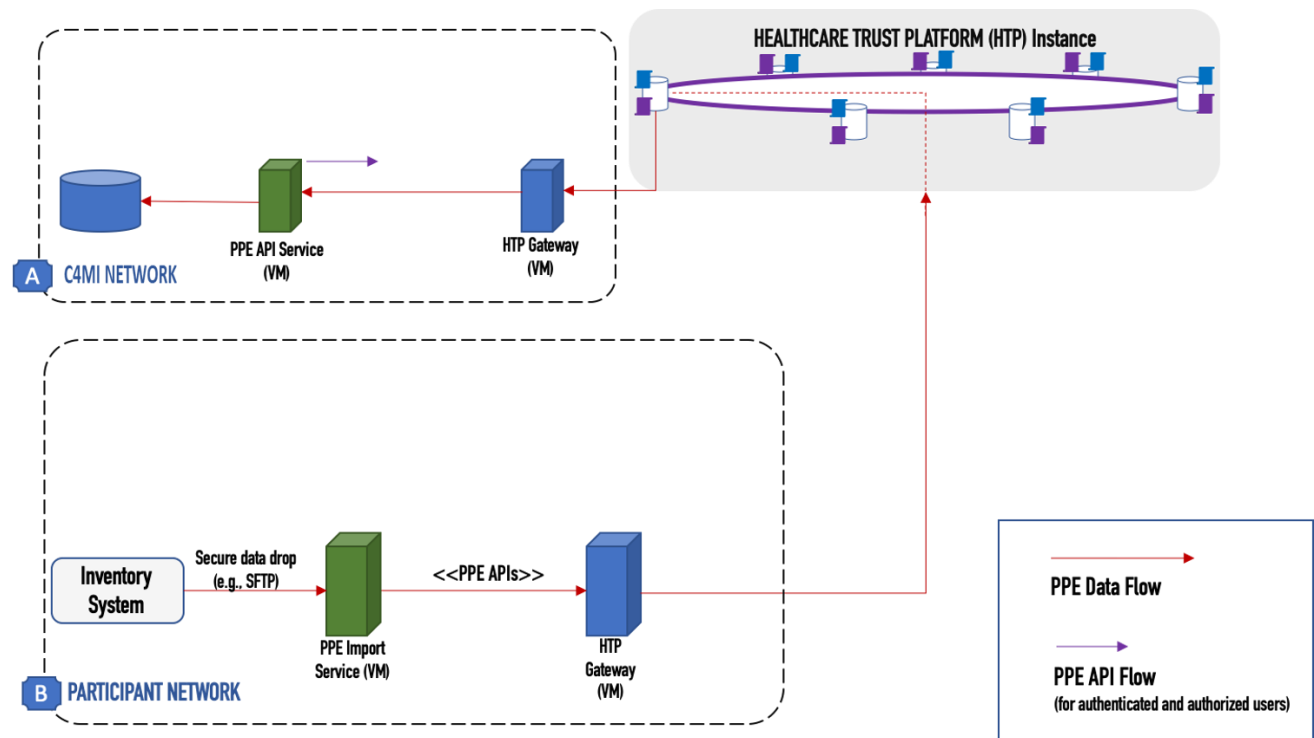 HEALTHCARE TRUST PLATFORM (HTP) Instance
PPE API Service
(VM)
HTP Gateway
(VM)
A
C4MI NETWORK
Inventory
System
Secure data drop
(e.g., SFTP)
<<PPE APIs>>
PPE Import
Service (VM)
HTP
Gateway
(VM)
B
PARTICIPANT NETWORK
PPE Data Flow
PPE API Flow
(for authenticated and authorized users)